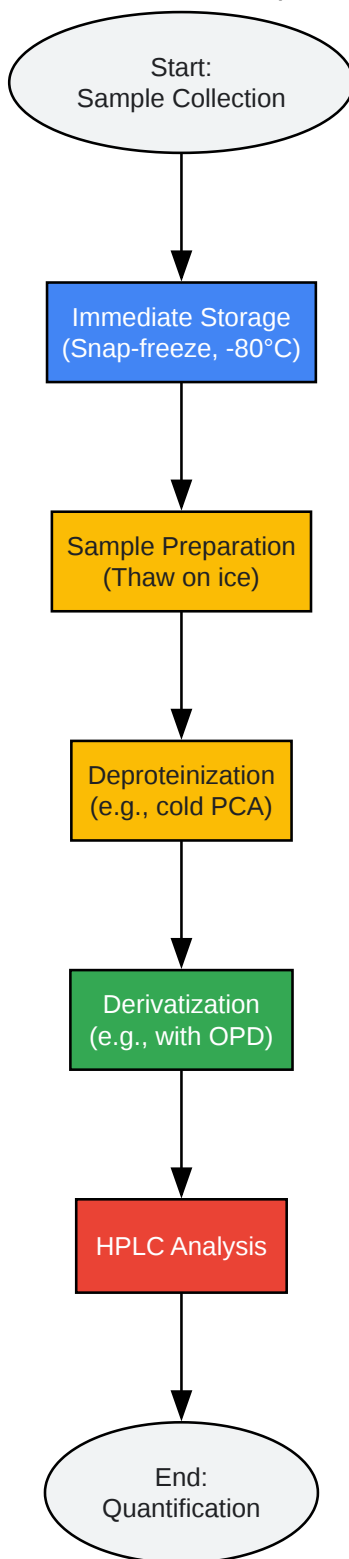 Start:
Sample Collection
Immediate Storage
(Snap-freeze, -80°C)
Sample Preparation
(Thaw on ice)
Deproteinization
(e.g., cold PCA)
Derivatization
(e.g., with OPD)
HPLC Analysis
End:
Quantification